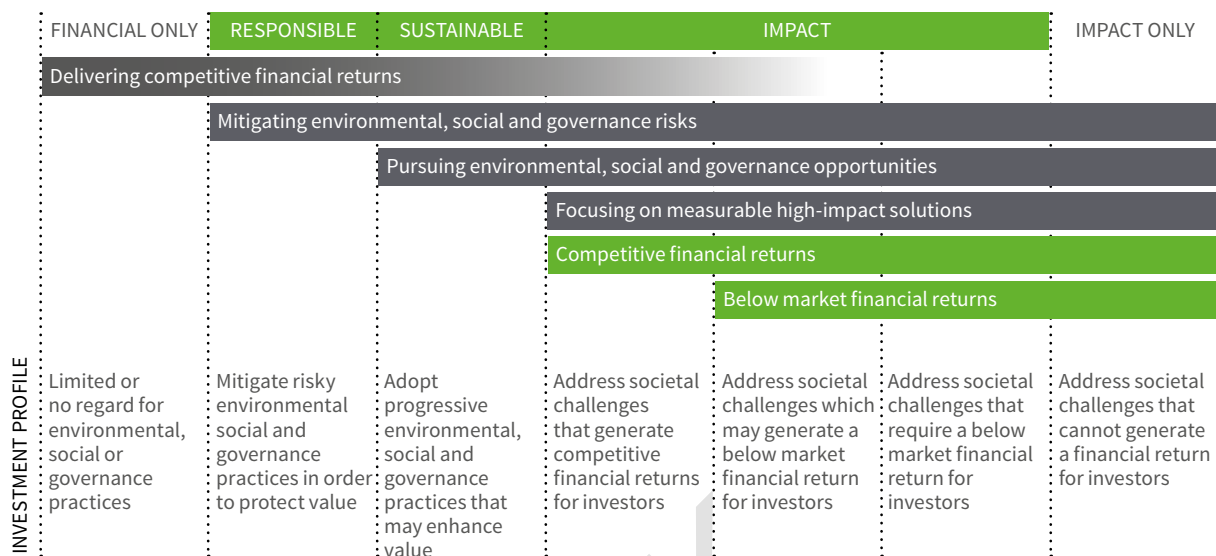 FINANCIAL ONLY RESPONSIBLE SUSTAINABLE IMPACT IMPACT ONLY
Delivering competitive financial returns
Mitigating environmental, social and governance risks
Pursuing environmental, social and governance opportunities
Focusing on measurable high-impact solutions
Competitive financial returns
Below market financial returns
INVESTMENT PROFILE
Limited or
no regard for
environmental,
social or
governance
practices
Mitigate risky
environmental
social and
governance
practices in order
to protect value
Adopt
progressive
environmental,
social and
governance
practices that
may enhance
value
Address societal
challenges
that generate
competitive
financial returns
for investors
Address societal
challenges which
may generate a
below market
financial return
for investors
Address societal
challenges that
require a below
market financial
return for
investors
Address societal
challenges that
cannot generate
a financial return
for investors